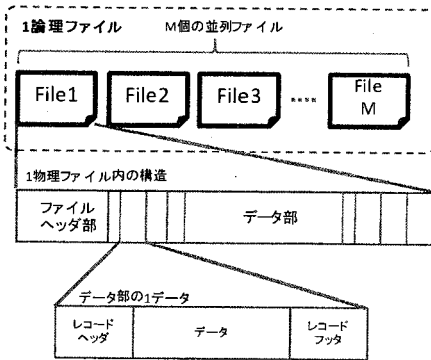 1論理ファイル
M個の並列ファイル
File1
File2
File3
File
M
1物理ファイル内の構造
ファイル
ヘッダ部
データ部
データ部の1データ
レコード
ヘッダ
データ
レコード
フッタ